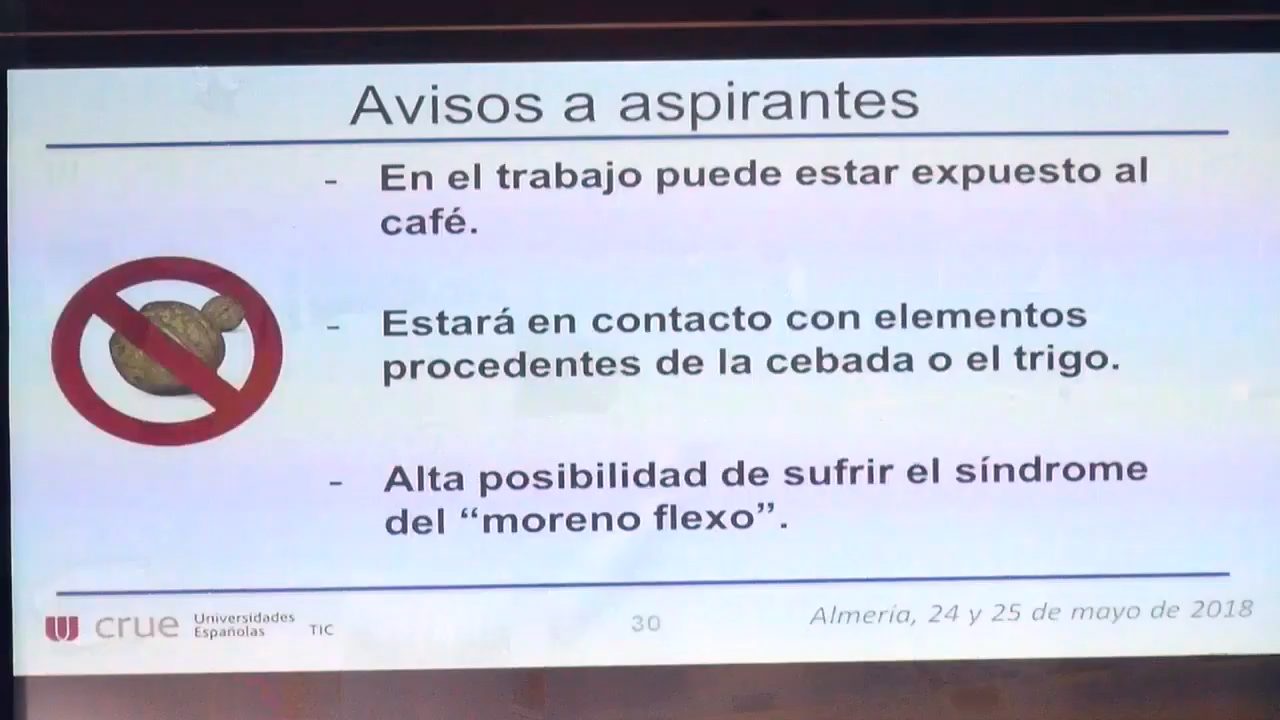 Avisos a aspirantes
- En el trabajo puede estar expuesto al
café.
- Estará en contacto con elementos
procedentes de la cebada o el trigo.
- Alta posibilidad de sufrir el síndrome
del “moreno flexo”.
crue Universidades
Españolas TIC
30
Almería, 24 y 25 de mayo de 2018